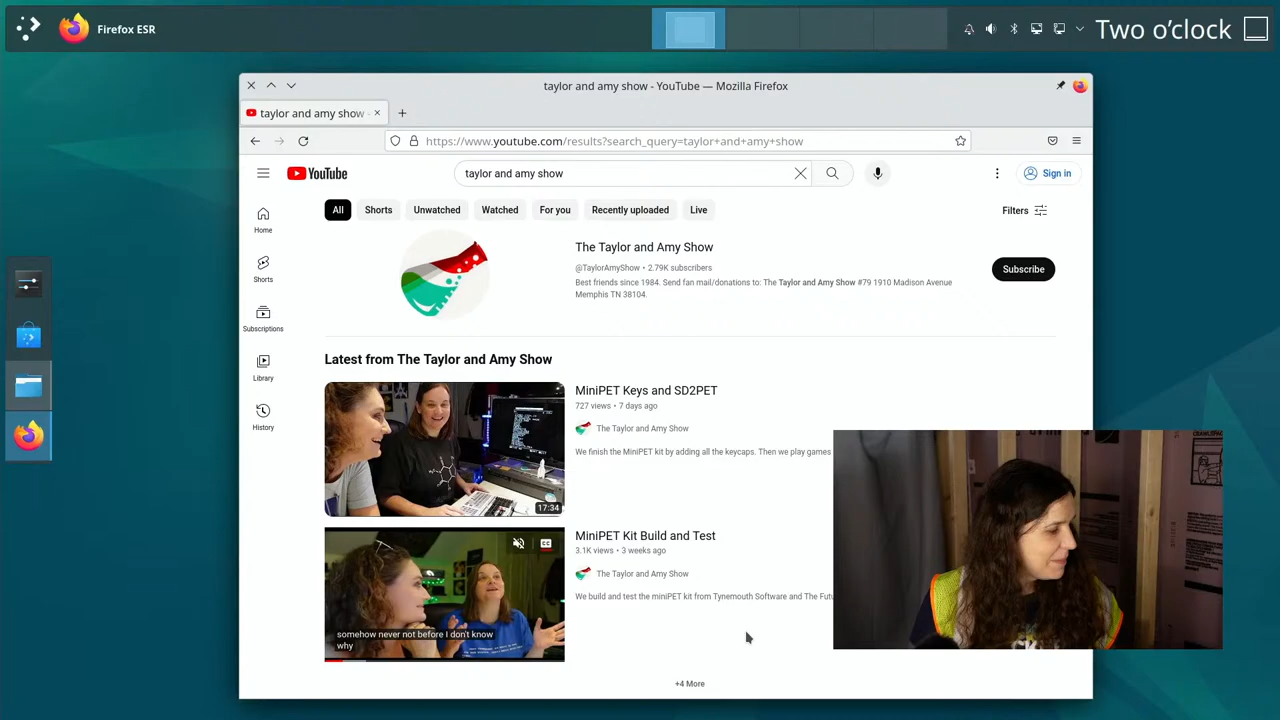 Firefox ESR
Two o'clock
taylor and amy show - YouTube — Mozilla Firefox
taylor and amy show -
https://www.youtube.com/results?search_query=taylor+and+amy+show
YouTube
taylor and amy show
Sign in
All
Shorts
Unwatched
Watched
For you
Recently uploaded
Live
Filters
Home
Shorts
Subscriptions
Library
History
The Taylor and Amy Show
@TaylorAmyShow • 2.79K subscribers
Best friends since 1984. Send fan mail/donations to: The Taylor and Amy Show #79 1910 Madison Avenue
Memphis TN 38104.
Subscribe
Latest from The Taylor and Amy Show
17:34
MiniPET Keys and SD2PET
727 views • 7 days ago
The Taylor and Amy Show
We finish the MiniPET kit by adding all the keycaps. Then we play games
CC
somehow never not before I don't know
why
MiniPET Kit Build and Test
3.1K views • 3 weeks ago
The Taylor and Amy Show
We build and test the miniPET kit from Tynemouth Software and The Futu
+4 More